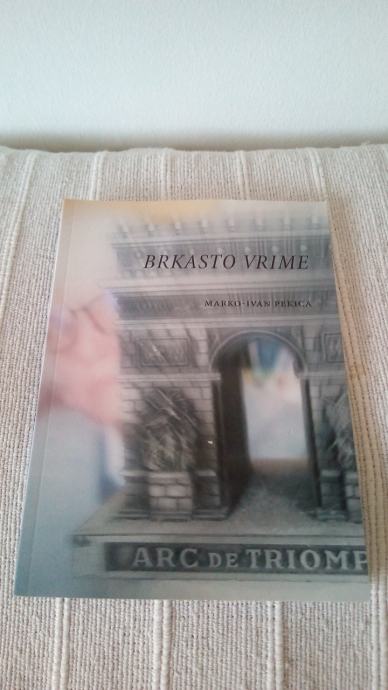 BRKASTO VRIME
MARKO-IVAN PEKICA
ARC DE TRIOMP